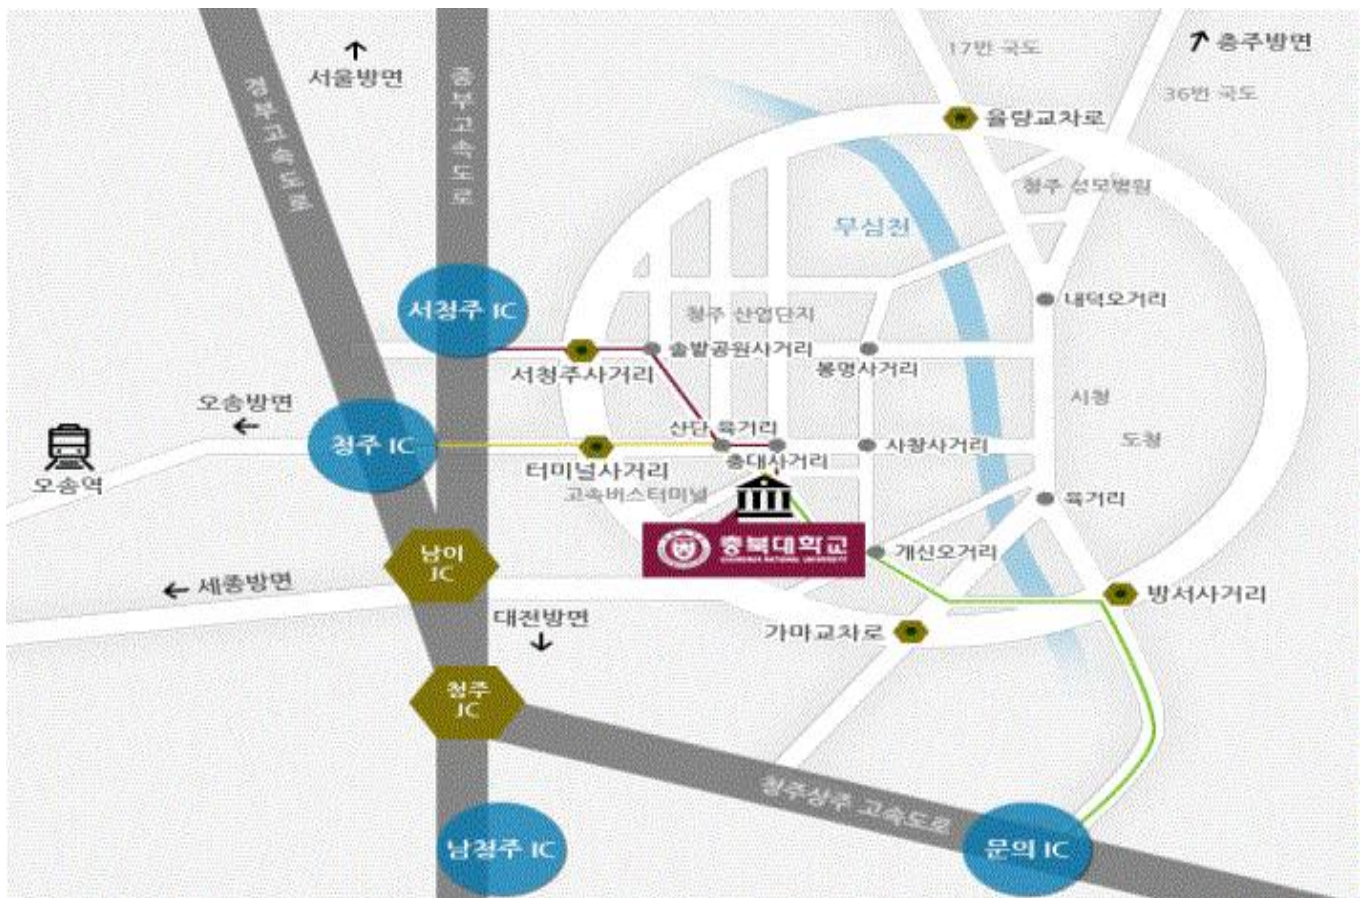 17번 국도
충주방면
서울방면
경부고속도로
중부고속도로
36번 국도
율량교차로
청주 성모병원
무심천
서청주 IC
내덕오거리
청주 산업단지
솔밭공원사거리
서청주사거리
봉명사거리
오송방면
시청
산단 육거리
청주 IC
사창사거리
도청
충대사거리
터미널사거리
오송역
고속버스터미널
육거리
충북대학교
개신오거리
남이
JC
세종방면
방서사거리
대전방면
가마교차로
청주
JC
청주상주 고속도로
남청주 IC
문의 IC